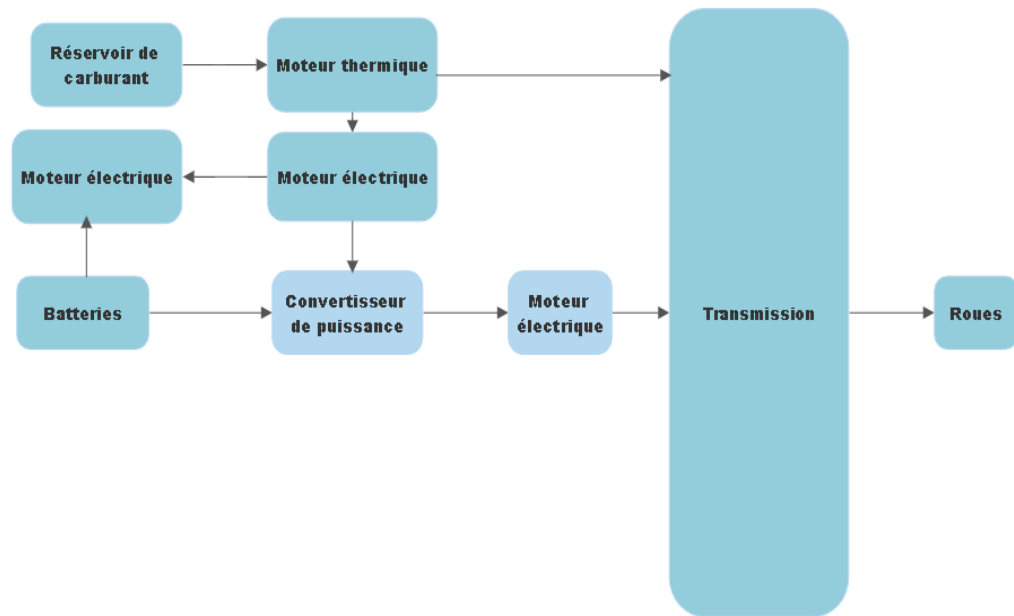 Réservoir de
carburant
Moteur thermique
Moteur électrique
Moteur électrique
Batteries
Convertisseur
de puissance
Moteur
électrique
Transmission
Roues